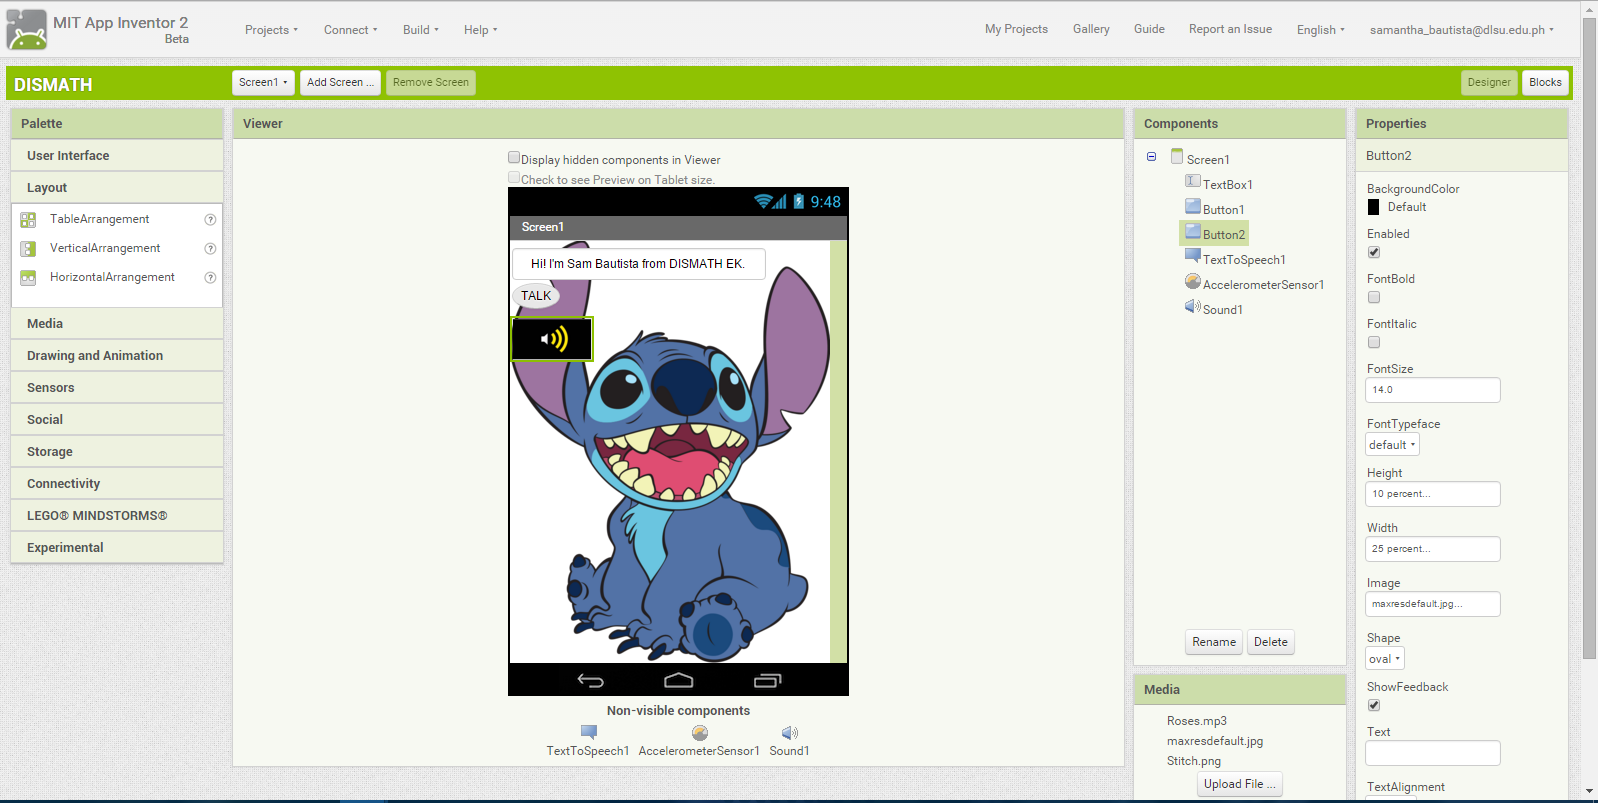 MIT App Inventor 2
Beta
Projects
Connect
Build
Help
My Projects
Gallery
Guide
Report an Issue
English
samantha_bautista@dlsu.edu.ph
DISMATH
Screen1
Add Screen ...
Remove Screen
Designer
Blocks
Palette
User Interface
Layout
TableArrangement
?
VerticalArrangement
?
HorizontalArrangement
?
Media
Drawing and Animation
Sensors
Social
Storage
Connectivity
LEGO® MINDSTORMS®
Experimental
Viewer
Display hidden components in Viewer
Check to see Preview on Tablet size.
9:48
Screen1
Hi! I'm Sam Bautista from DISMATH EK.
TALK
Non-visible components
TextToSpeech1
AccelerometerSensor1
Sound1
Components
Screen1
TextBox1
Button1
Button2
TextToSpeech1
AccelerometerSensor1
Sound1
Rename
Delete
Media
Roses.mp3
maxresdefault.jpg
Stitch.png
Upload File ...
Properties
Button2
BackgroundColor
Default
Enabled
FontBold
FontItalic
FontSize
14.0
FontTypeface
default
Height
10 percent...
Width
25 percent...
Image
maxresdefault.jpg...
Shape
oval
ShowFeedback
Text
TextAlignment